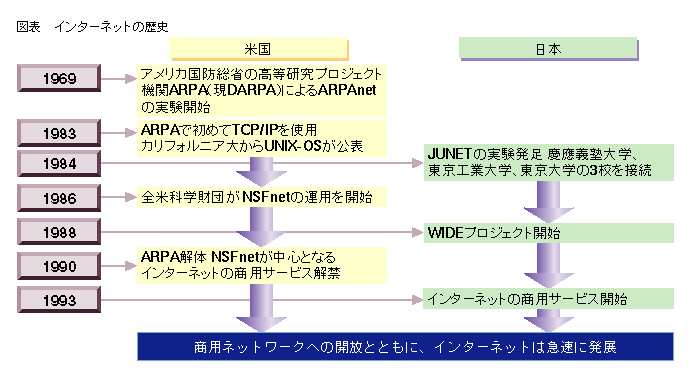 図表 インターネットの歴史
米国
日本
1969
アメリカ国防総省の高等研究プロジェクト
機関ARPA(現DARPA)によるARPAnet
の実験開始
1983
ARPAで初めてTCP/IPを使用
カリフォルニア大からUNIX-OSが公表
1984
JUNETの実験発足 慶應義塾大学、
東京工業大学、東京大学の3校を接続
1986
全米科学財団がNSFnetの運用を開始
1988
WIDEプロジェクト開始
1990
ARPA解体 NSFnetが中心となる
インターネットの商用サービス解禁
1993
インターネットの商用サービス開始
商用ネットワークへの開放とともに、インターネットは急速に発展